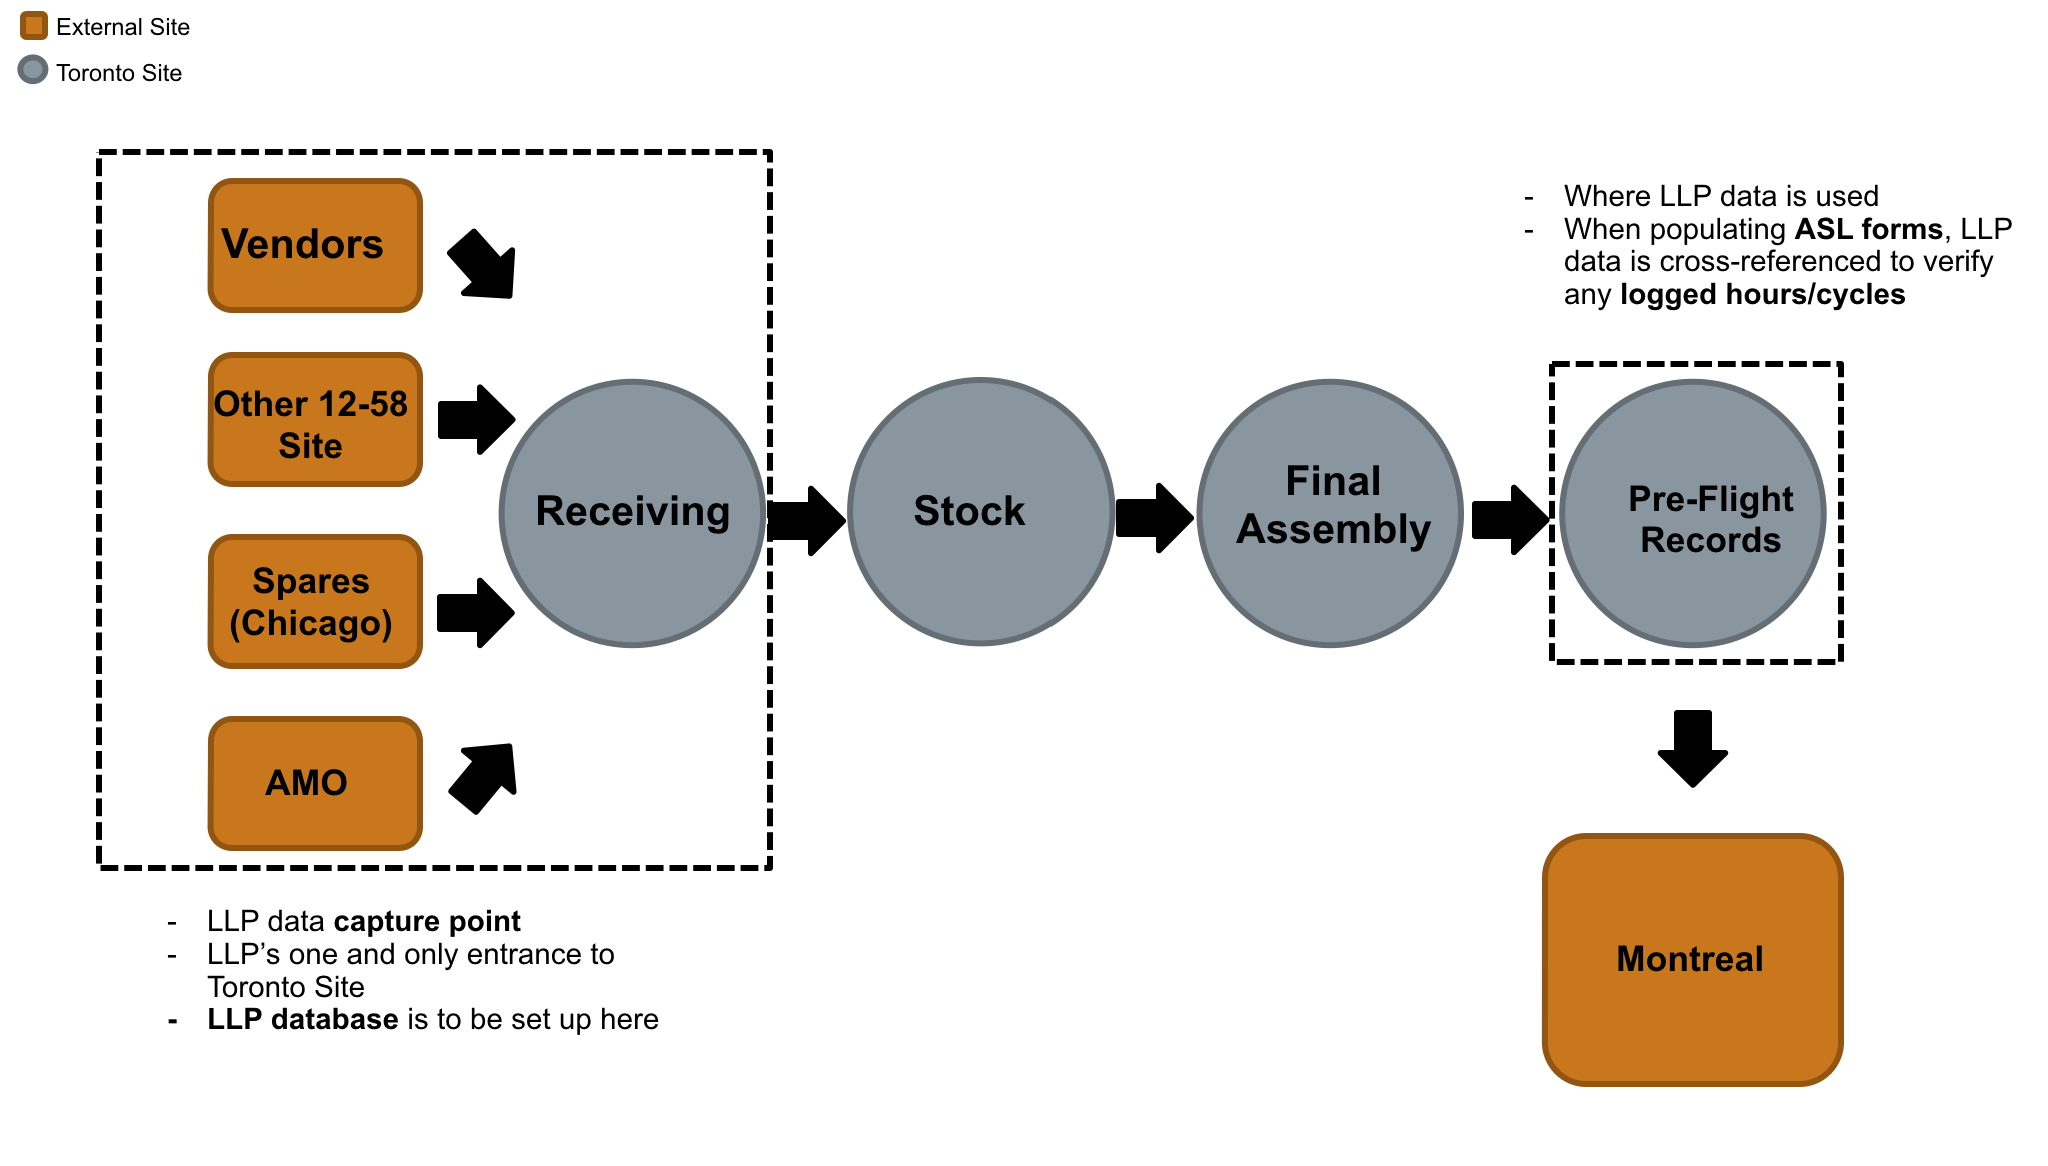 External Site
Toronto Site
Vendors
Other 12-58
Site
Spares
(Chicago)
AMO
Receiving
Stock
Final
Assembly
Pre-Flight
Records
Montreal
- Where LLP data is used
- When populating ASL forms, LLP
data is cross-referenced to verify
any logged hours/cycles
- LLP data capture point
- LLP’s one and only entrance to
Toronto Site
- LLP database is to be set up here